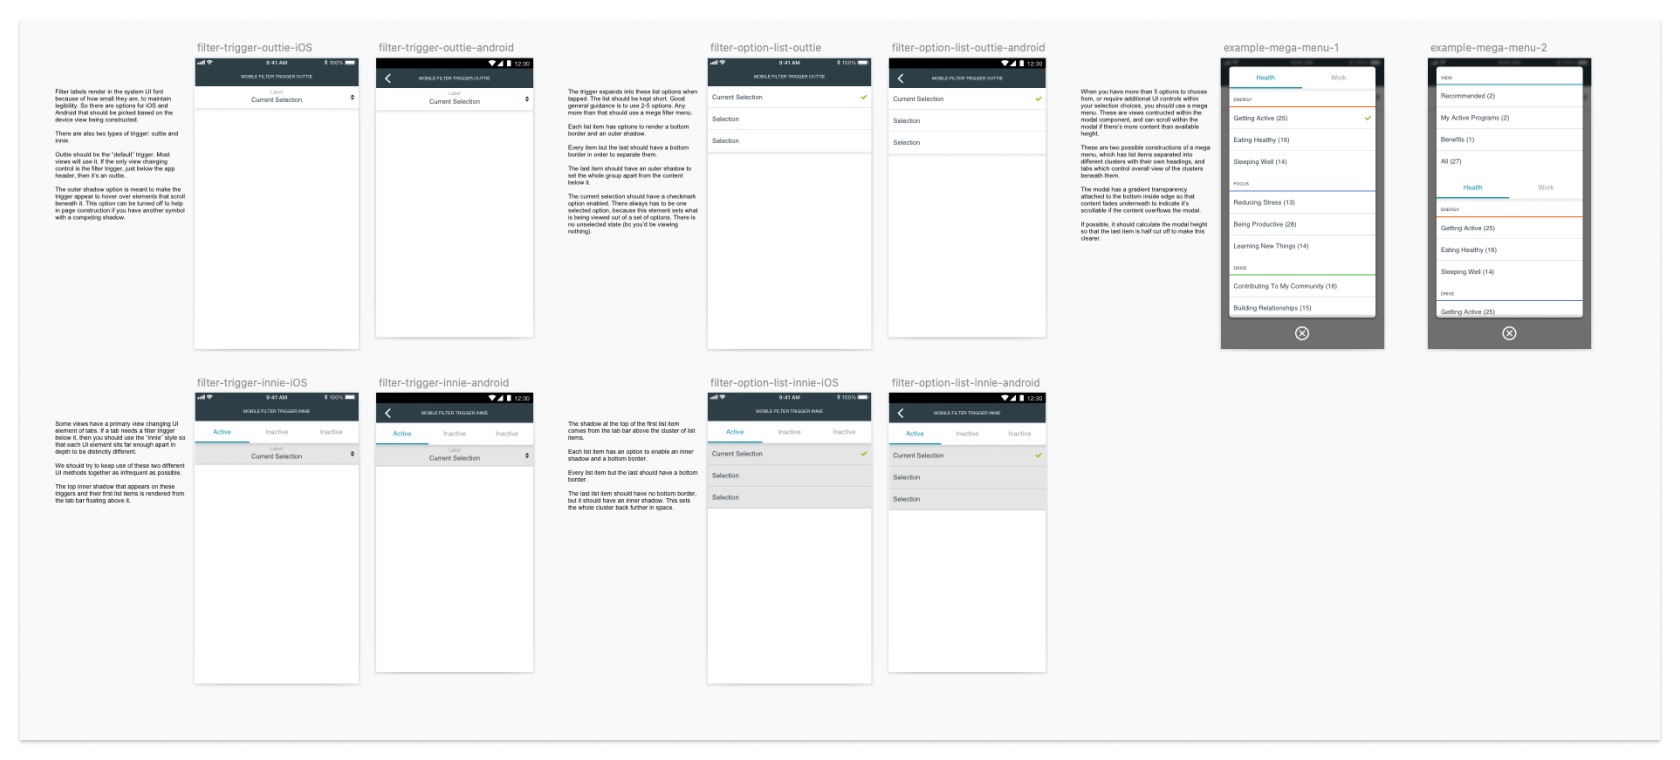 filter-trigger-outtie-iOS
filter-trigger-outtie-android
filter-option-list-outtie
filter-option-list-outtie-android
example-mega-menu-1
example-mega-menu-2
Filter labels render in the system UI font
because of how small they are, to maintain
legibility. So there are options for iOS and
Android that should be picked based on the
device view being constructed.
There are also two types of trigger: outtie and
innie.
Outtie should be the "default" trigger. Most
views will use it. If the only view changing
control is the filter trigger, just below the app
header, then it's an outtie.
The outer shadow option is meant to make the
trigger appear to hover over elements that scroll
beneath it. This option can be turned off to help
in page construction if you have another symbol
with a competing shadow.
9:41 AM
100%
MOBILE FILTER TRIGGER OUTTIE
Label
Current Selection
12:30
MOBILE FILTER TRIGGER OUTTIE
Label
Current Selection
The trigger expands into these list options when
tapped. The list should be kept short. Good
general guidance is to use 2-5 options. Any
more than that should use a mega filter menu.
Each list item has options to render a bottom
border and an outer shadow.
Every item but the last should have a bottom
border in order to separate them.
The last item should have an outer shadow to
set the whole group apart from the content
below it.
The current selection should have a checkmark
option enabled. There always has to be one
selected option, because this element sets what
is being viewed out of a set of options. There is
no unselected state (bc you'd be viewing
nothing).
9:41 AM
100%
MOBILE FILTER TRIGGER OUTTIE
Current Selection
Selection
Selection
12:30
MOBILE FILTER TRIGGER OUTTIE
Current Selection
Selection
Selection
When you have more than 5 options to choose
from, or require additional UI controls within
your selection choices, you should use a mega
menu. These are views contructed within the
modal component, and can scroll within the
modal if there's more content than available
height.
These are two possible constructions of a mega
menu, which has list items separated into
different clusters with their own headings, and
tabs which control overall view of the clusters
beneath them.
The modal has a gradient transparency
attached to the bottom inside edge so that
content fades underneath to indicate it's
scrollable if the content overflows the modal.
If possible, it should calculate the modal height
so that the last item is half cut off to make this
clearer.
Health
Work
ENERGY
Getting Active (25)
Eating Healthy (16)
Sleeping Well (14)
FOCUS
Reducing Stress (13)
Being Productive (28)
Learning New Things (14)
DRIVE
Contributing To My Community (16)
Building Relationships (15)
VIEW
Recommended (2)
My Active Programs (2)
Benefits (1)
All (27)
Health
Work
ENERGY
Getting Active (25)
Eating Healthy (16)
Sleeping Well (14)
DRIVE
Getting Active (25)
filter-trigger-innie-iOS
filter-trigger-innie-android
filter-option-list-innie-iOS
filter-option-list-innie-android
Some views have a primary view changing UI
element of tabs. If a tab needs a filter trigger
below it, then you should use the "innie" style so
that each UI element sits far enough apart in
depth to be distinctly different.
We should try to keep use of these two different
UI methods together as infrequent as possible.
The top inner shadow that appears on these
triggers and their first list items is rendered from
the tab bar floating above it.
9:41 AM
100%
MOBILE FILTER TRIGGER INNIE
Active
Inactive
Inactive
Label
Current Selection
12:30
MOBILE FILTER TRIGGER INNIE
Active
Inactive
Inactive
Label
Current Selection
The shadow at the top of the first list item
comes from the tab bar above the cluster of list
items.
Each list item has an option to enable an inner
shadow and a bottom border.
Every list item but the last should have a bottom
border.
The last list item should have no bottom border,
but it should have an inner shadow. This sets
the whole cluster back further in space.
9:41 AM
100%
MOBILE FILTER TRIGGER INNIE
Active
Inactive
Inactive
Current Selection
Selection
Selection
12:30
MOBILE FILTER TRIGGER INNIE
Active
Inactive
Inactive
Current Selection
Selection
Selection